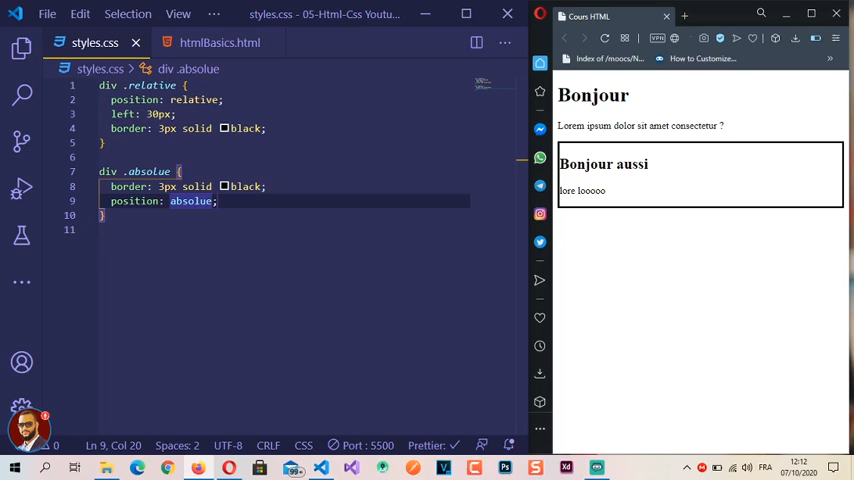 File Edit Selection View ··· styles.css - 05-Html-Css Youtu...
styles.css htmlBasics.html
styles.css > div .absolue
1 div .relative {
2 position: relative;
3 left: 30px;
4 border: 3px solid black;
5 }
6
7 div .absolue {
8 border: 3px solid black;
9 position: absolue;
10 }
11
0 Ln 9, Col 20 Spaces: 2 UTF-8 CRLF CSS Port : 5500 Prettier: ✓
Cours HTML
VPN
Index of /moocs/N... How to Customize... »
Bonjour
Lorem ipsum dolor sit amet consectetur ?
Bonjour aussi
lore looooo
99+
FRA
12:12
07/10/2020